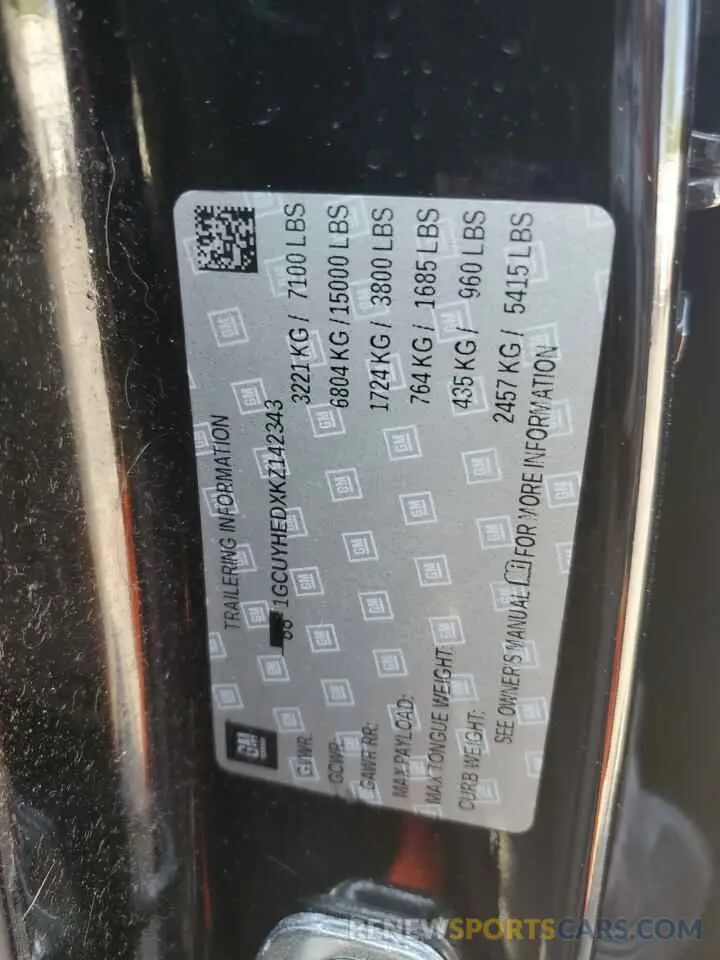 GM
TRAILERING INFORMATION
1GCUYHEDXKZ142343
GVWR: 3221 KG / 7100 LBS
GCWR: 6804 KG / 15000 LBS
GAWR RR: 1724 KG / 3800 LBS
MAX PAYLOAD: 764 KG / 1685 LBS
MAX TONGUE WEIGHT: 435 KG / 960 LBS
CURB WEIGHT: 2457 KG / 5415 LBS
SEE OWNER'S MANUAL FOR MORE INFORMATION
RENEWSPORTSCARS.COM